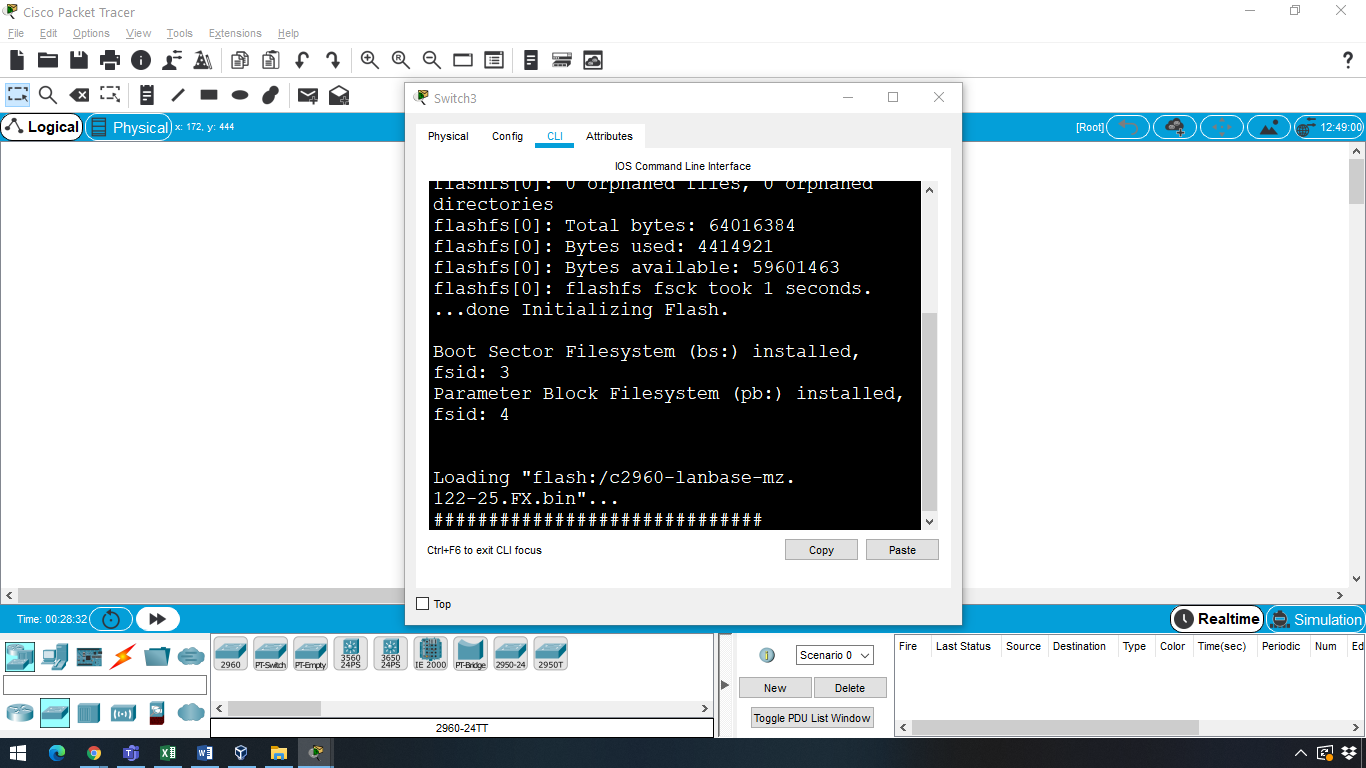 Cisco Packet Tracer
File Edit Options View Tools Extensions Help
?
Logical
Physical
x: 172, y: 444
[Root]
12:49:00
Switch3
Physical Config CLI Attributes
IOS Command Line Interface
flashfs[0]: 0 orphaned files, 0 orphaned
directories
flashfs[0]: Total bytes: 64016384
flashfs[0]: Bytes used: 4414921
flashfs[0]: Bytes available: 59601463
flashfs[0]: flashfs fsck took 1 seconds.
...done Initializing Flash.
Boot Sector Filesystem (bs:) installed,
fsid: 3
Parameter Block Filesystem (pb:) installed,
fsid: 4
Loading "flash:/c2960-lanbase-mz.
122-25.FX.bin"...
##############################
Ctrl+F6 to exit CLI focus
Copy
Paste
Top
Time: 00:28:32
Realtime
Simulation
2960 PT-Switch PT-Empty 3560 24PS 3650 24PS IE 2000 PT-Bridge 2950-24 2950T
2960-24TT
Scenario 0
New
Delete
Toggle PDU List Window
Fire Last Status Source Destination Type Color Time(sec) Periodic Num Ed